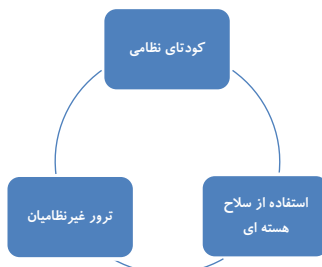 کودتای نظامی
استفاده از سلاح
هسته ای
ترور غیرنظامیان